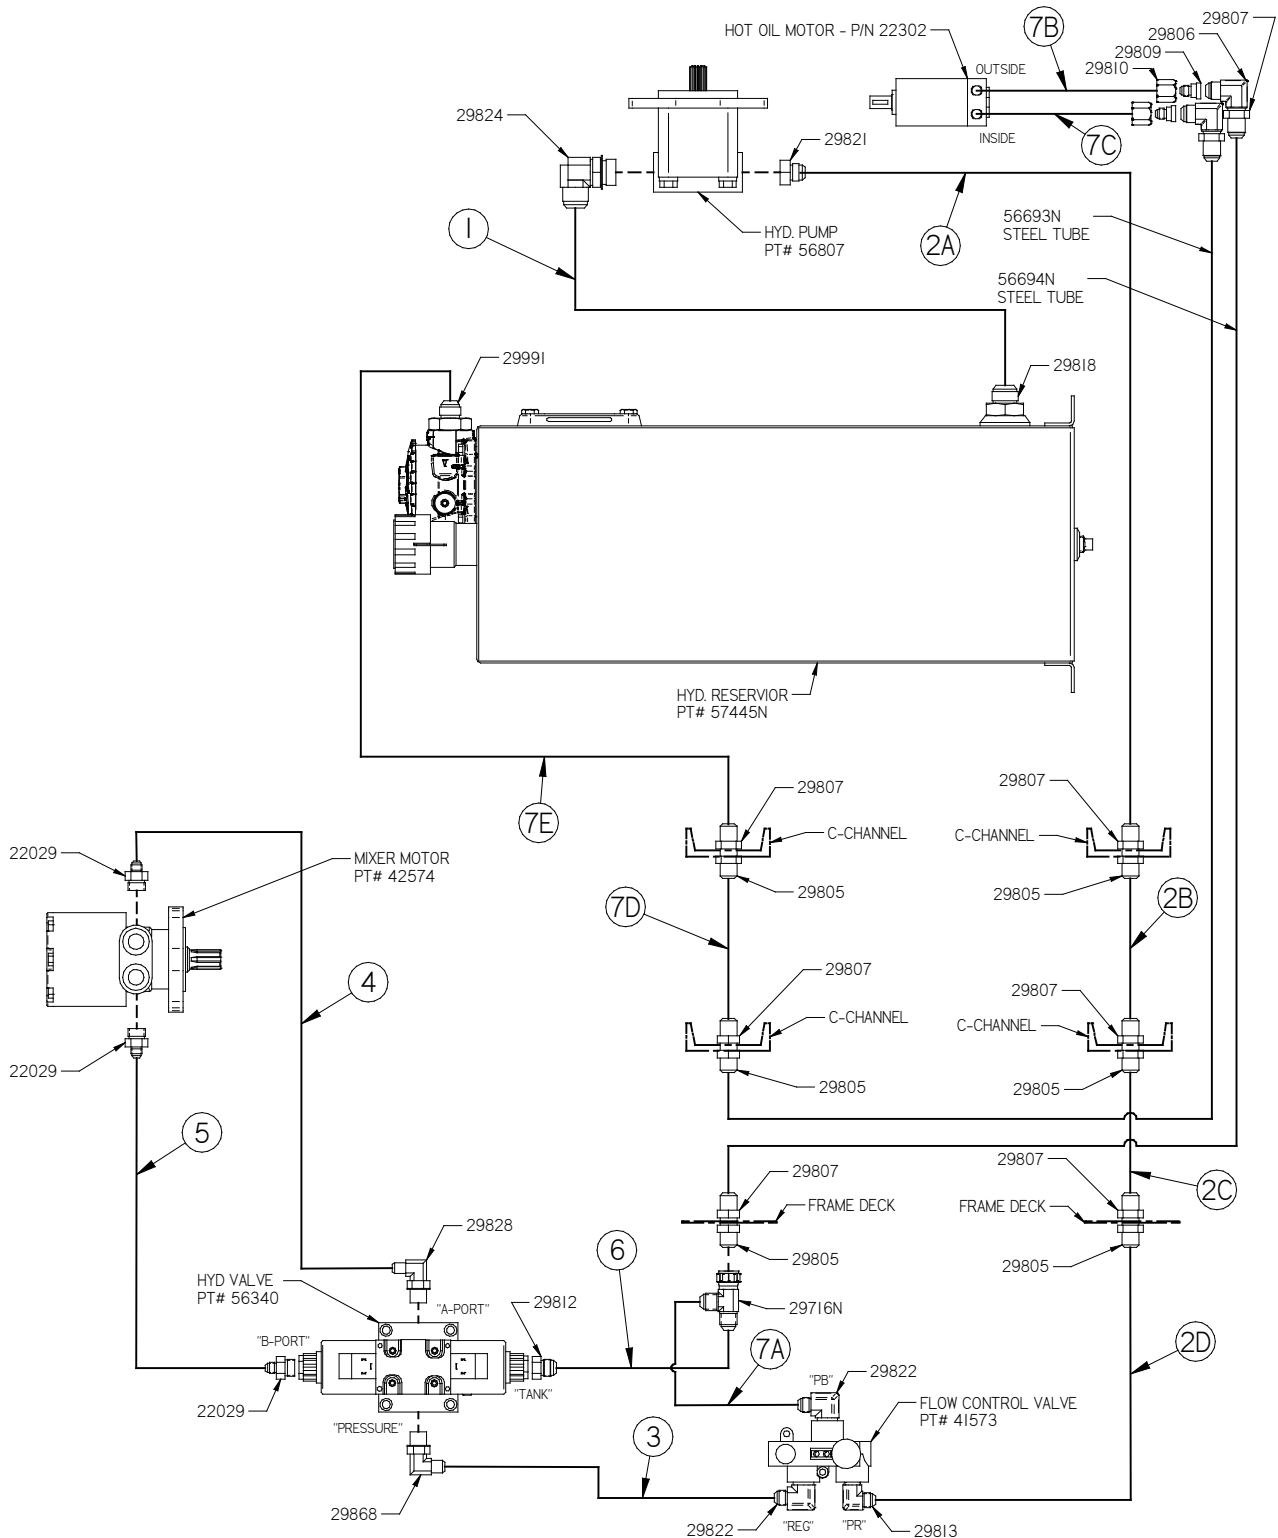 HOT OIL MOTOR - P/N 22302
7B
29807
29806
29809
29810
OUTSIDE
INSIDE
7C
29824
29821
1
HYD. PUMP
PT# 56807
2A
56693N
STEEL TUBE
56694N
STEEL TUBE
29991
29818
HYD. RESERVIOR
PT# 57445N
7E
29807
C-CHANNEL
29805
29807
C-CHANNEL
29805
22029
MIXER MOTOR
PT# 42574
7D
2B
4
29807
C-CHANNEL
29805
29807
C-CHANNEL
29805
22029
5
29807
FRAME DECK
29805
29807
2C
FRAME DECK
29805
29828
6
HYD VALVE
PT# 56340
"A-PORT"
29812
29716N
"B-PORT"
7A
2D
"TANK"
"PB"
29822
22029
FLOW CONTROL VALVE
PT# 41573
"PRESSURE"
3
29868
29822
"REG"
"PR"
29813